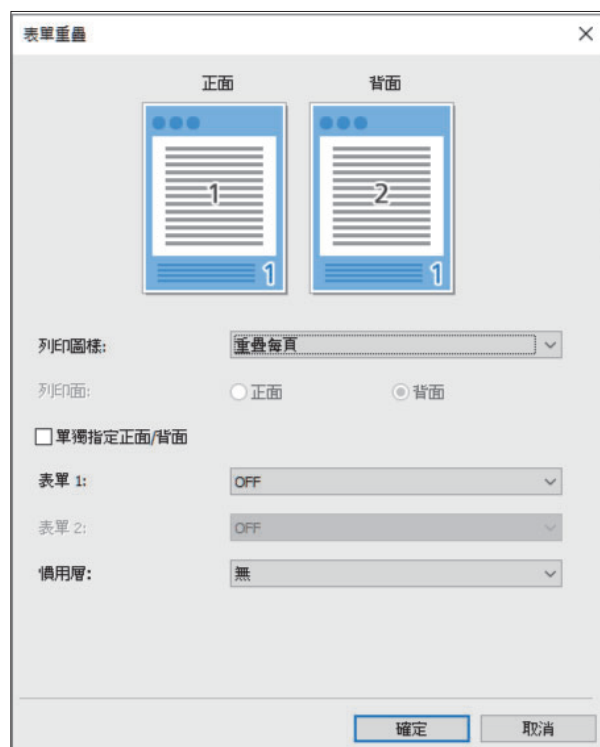 表單重疊
正面 背面
1 2
1 1
列印圖樣: 重疊每頁
列印面: 正面 背面
單獨指定正面/背面
表單 1: OFF
表單 2: OFF
慣用層: 無
確定 取消